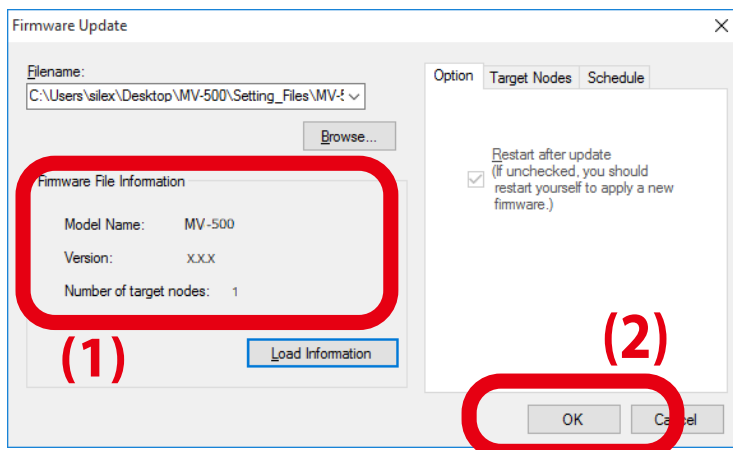 Firmware Update
Filename:
C:\Users\silex\Desktop\MV-500\Setting_Files\MV-5
Browse...
Firmware File Information
Model Name: MV-500
Version: X.X.X
Number of target nodes: 1
(1)
Load Information
Option Target Nodes Schedule
Restart after update
(If unchecked, you should
restart yourself to apply a new
firmware.)
(2)
OK Cancel